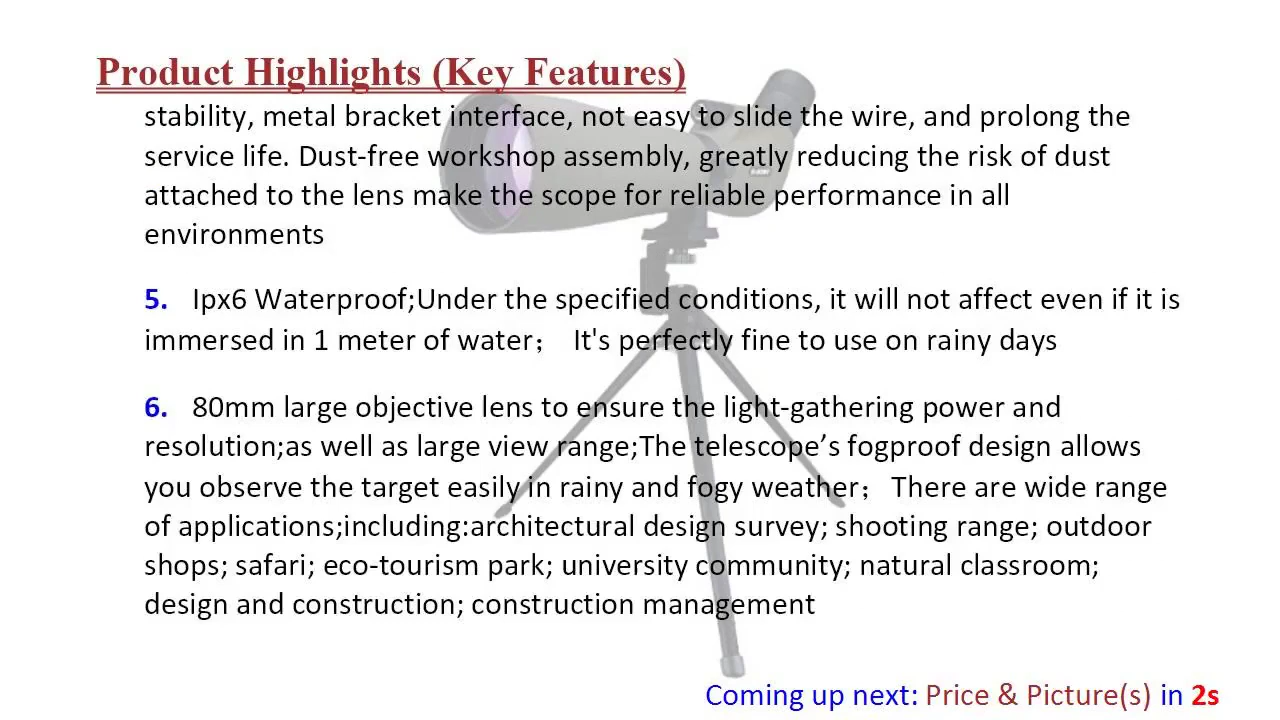 Product Highlights (Key Features)
stability, metal bracket interface, not easy to slide the wire, and prolong the
service life. Dust-free workshop assembly, greatly reducing the risk of dust
attached to the lens make the scope for reliable performance in all
environments
5. Ipx6 Waterproof;Under the specified conditions, it will not affect even if it is
immersed in 1 meter of water； It's perfectly fine to use on rainy days
6. 80mm large objective lens to ensure the light-gathering power and
resolution;as well as large view range;The telescope’s fogproof design allows
you observe the target easily in rainy and fogy weather；There are wide range
of applications;including:architectural design survey; shooting range; outdoor
shops; safari; eco-tourism park; university community; natural classroom;
design and construction; construction management
Coming up next: Price & Picture(s) in 2s